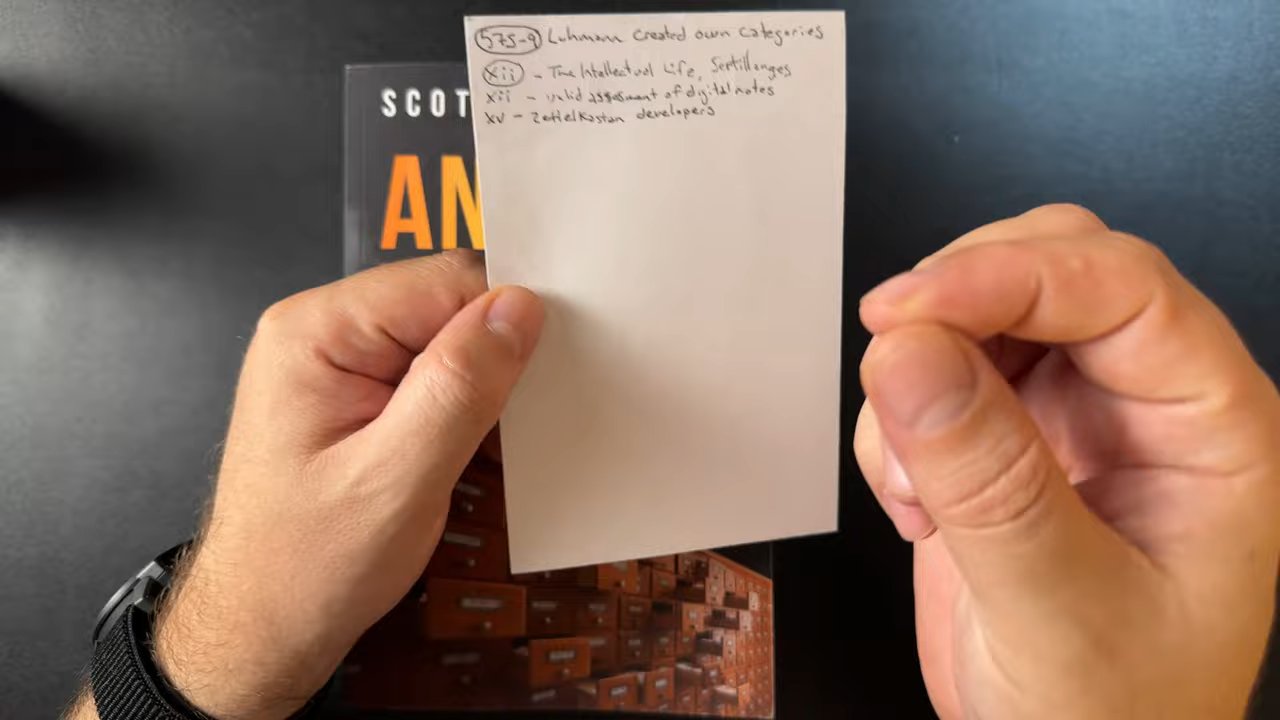 575-9 Luhmann created own categories
xii - The Intellectual Life, Sertillanges
xii - valid assesment of digital notes
xv - Zettelkasten developers
SCOT
AN